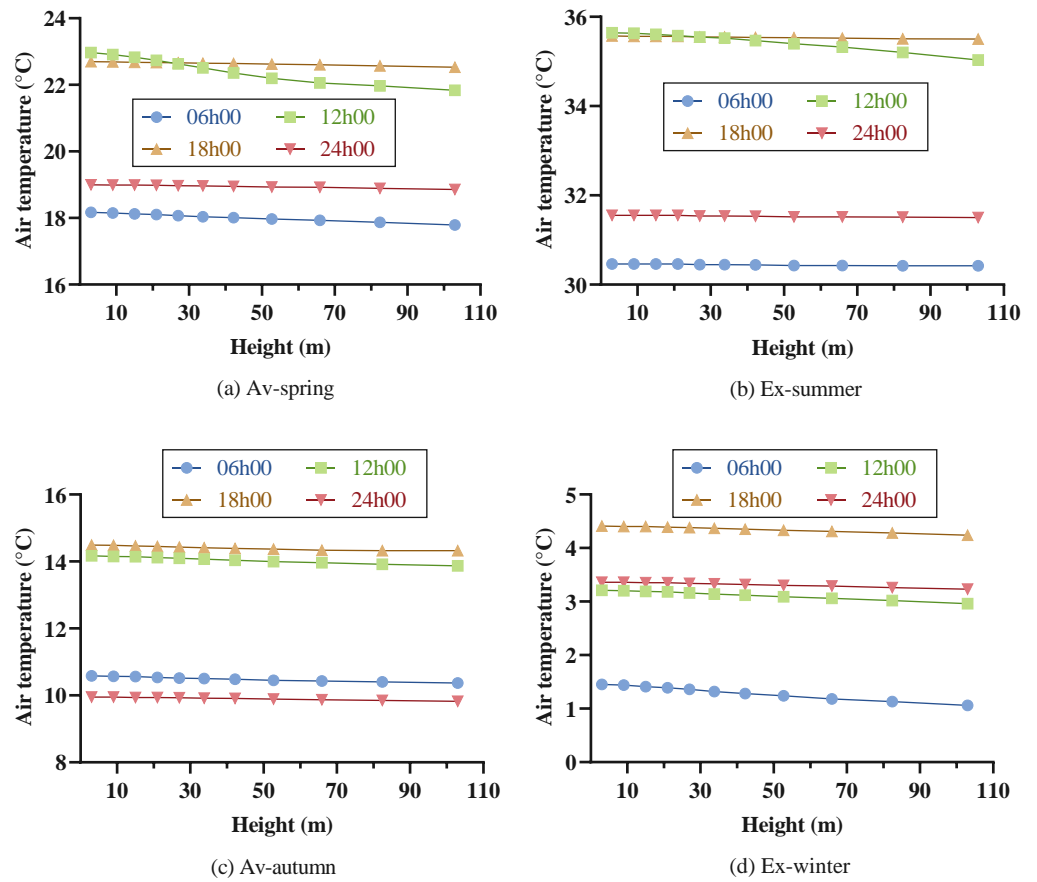 24
22
20
18
16
Air temperature (°C)
06h00 12h00
18h00 24h00
10 30 50 70 90 110
Height (m)
(a) Av-spring
36
34
32
30
Air temperature (°C)
06h00 12h00
18h00 24h00
10 30 50 70 90 110
Height (m)
(b) Ex-summer
06h00 12h00
18h00 24h00
16
14
12
10
8
Air temperature (°C)
10 30 50 70 90 110
Height (m)
(c) Av-autumn
06h00 12h00
18h00 24h00
5
4
3
2
1
0
Air temperature (°C)
10 30 50 70 90 110
Height (m)
(d) Ex-winter